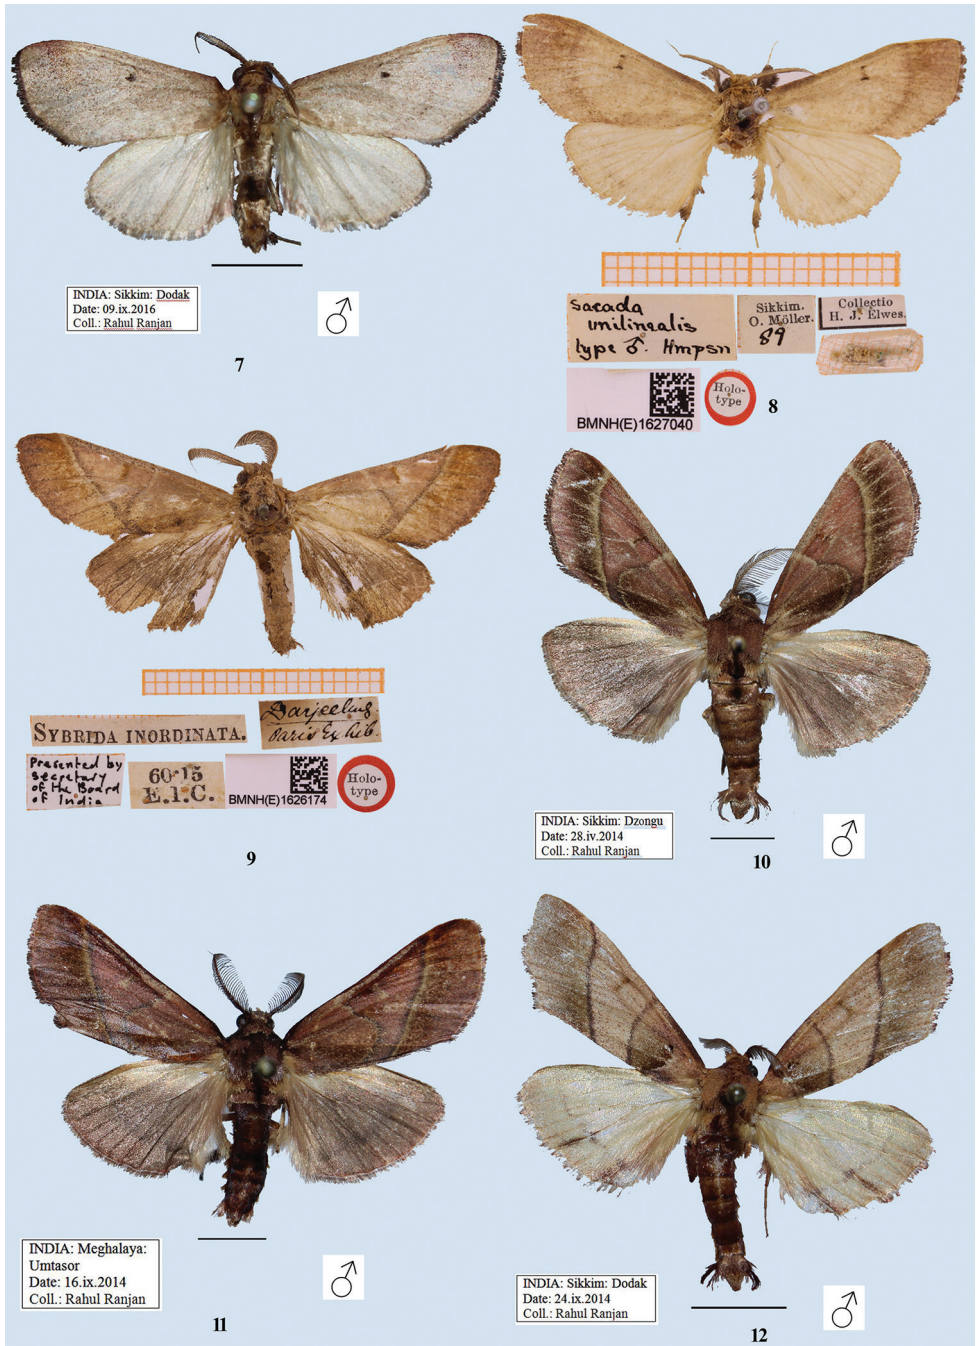 INDIA: Sikkim: Dodak
Date: 09.ix.2016
Coll.: Rahul Ranjan
♂
7
Sacada
unilinealis
type ♂. Hmpsn
Sikkim.
O. Möller.
89
Collectio
H. J. Elwes.
BMNH(E)1627040
Holo-
type
8
SYBRIDA INORDINATA.
Darjeeling
Paris Exhib.
Presented by
secretary
of the Board
of India
60·15
E.I.C.
BMNH(E)1626174
Holo-
type
9
INDIA: Sikkim: Dzongu
Date: 28.iv.2014
Coll.: Rahul Ranjan
♂
10
INDIA: Meghalaya:
Umtasor
Date: 16.ix.2014
Coll.: Rahul Ranjan
♂
11
INDIA: Sikkim: Dodak
Date: 24.ix.2014
Coll.: Rahul Ranjan
♂
12